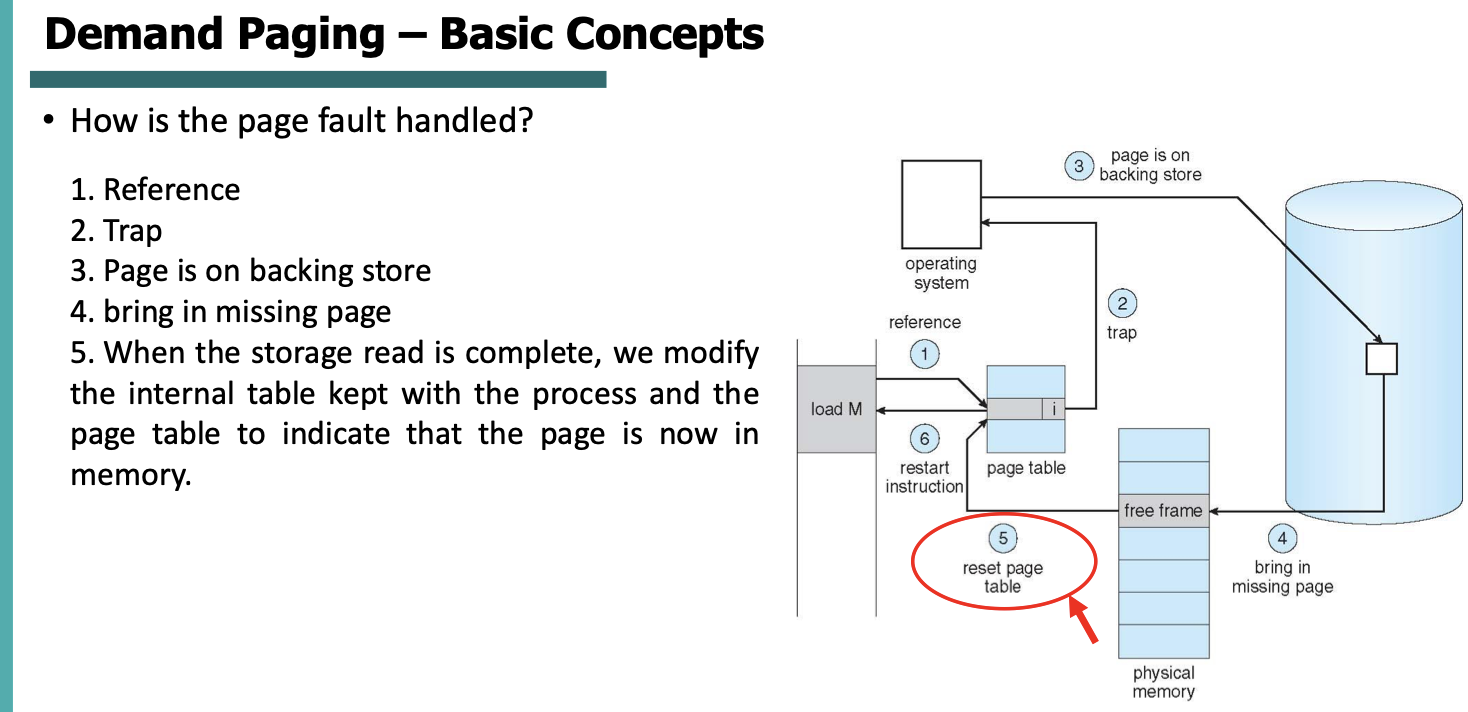 Demand Paging – Basic Concepts
• How is the page fault handled?
1. Reference
2. Trap
3. Page is on backing store
4. bring in missing page
5. When the storage read is complete, we modify
the internal table kept with the process and the
page table to indicate that the page is now in
memory.
3
page is on
backing store
operating
system
2
trap
reference
1
load M
i
6
restart
instruction
page table
free frame
5
reset page
table
4
bring in
missing page
physical
memory